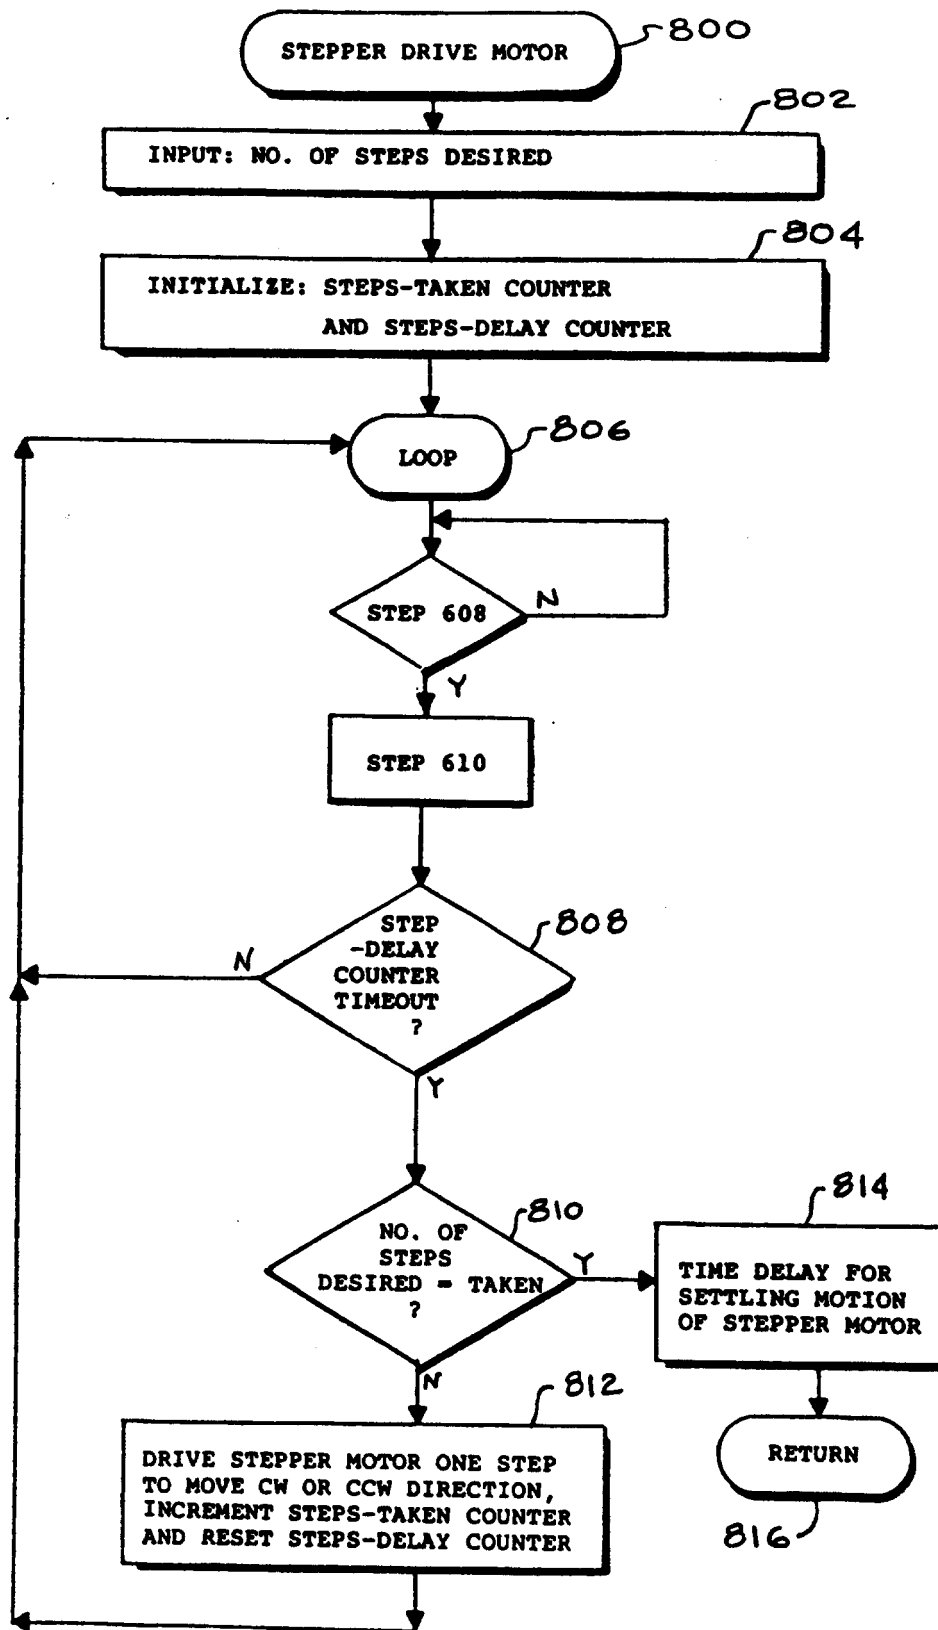 STEPPER DRIVE MOTOR
800
802
INPUT: NO. OF STEPS DESIRED
804
INITIALIZE: STEPS-TAKEN COUNTER
AND STEPS-DELAY COUNTER
806
LOOP
STEP 608
N
Y
STEP 610
808
STEP
-DELAY
COUNTER
TIMEOUT
?
N
Y
810
NO. OF
STEPS
DESIRED = TAKEN
?
Y
N
814
TIME DELAY FOR
SETTLING MOTION
OF STEPPER MOTOR
812
DRIVE STEPPER MOTOR ONE STEP
TO MOVE CW OR CCW DIRECTION,
INCREMENT STEPS-TAKEN COUNTER
AND RESET STEPS-DELAY COUNTER
RETURN
816